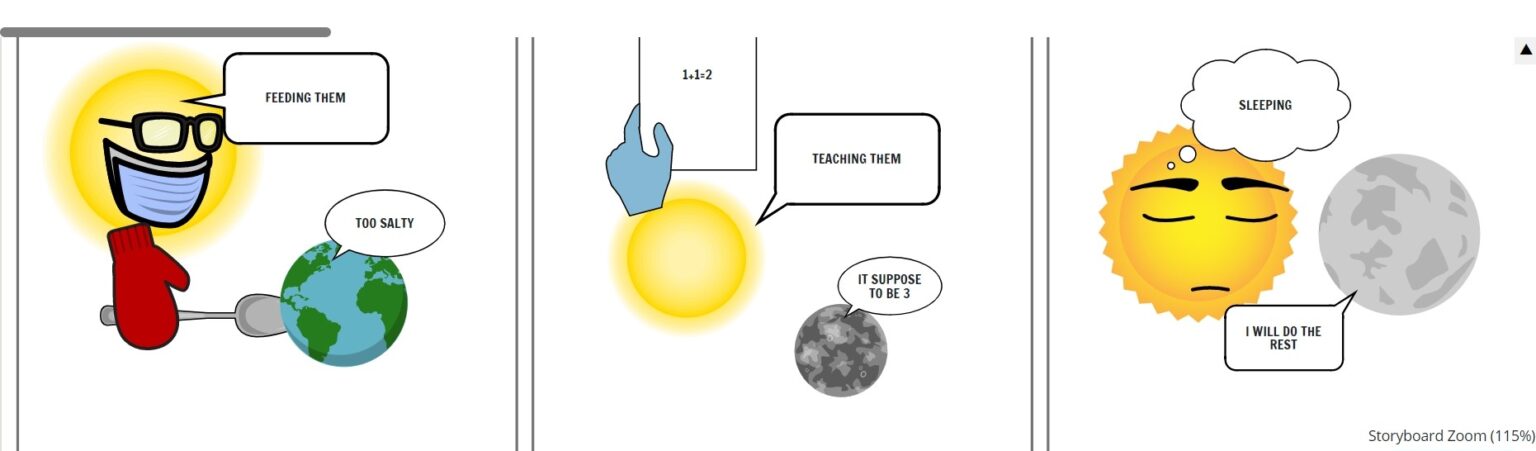 FEEDING THEM
TOO SALTY
1+1=2
TEACHING THEM
IT SUPPOSE
TO BE 3
SLEEPING
I WILL DO THE
REST
Storyboard Zoom (115%)